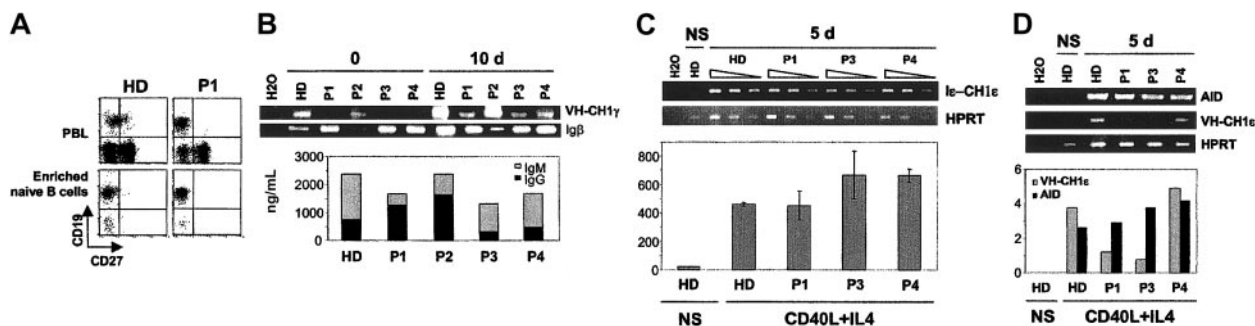 A
HD P1
PBL
Enriched
naive B cells
CD19
CD27
B
0 10 d
H2O HD P1 P2 P3 P4 HD P1 P2 P3 P4
VH-CH1γ
Igβ
3000
2000
1000
0
ng/mL
IgM
IgG
HD P1 P2 P3 P4
C
NS 5 d
H2O HD HD P1 P3 P4
Iε–CH1ε
HPRT
800
600
400
200
0
HD HD P1 P3 P4
NS CD40L+IL4
D
NS 5 d
H2O HD HD P1 P3 P4
AID
VH-CH1ε
HPRT
6
4
2
0
VH-CH1ε
AID
HD HD P1 P3 P4
NS CD40L+IL4